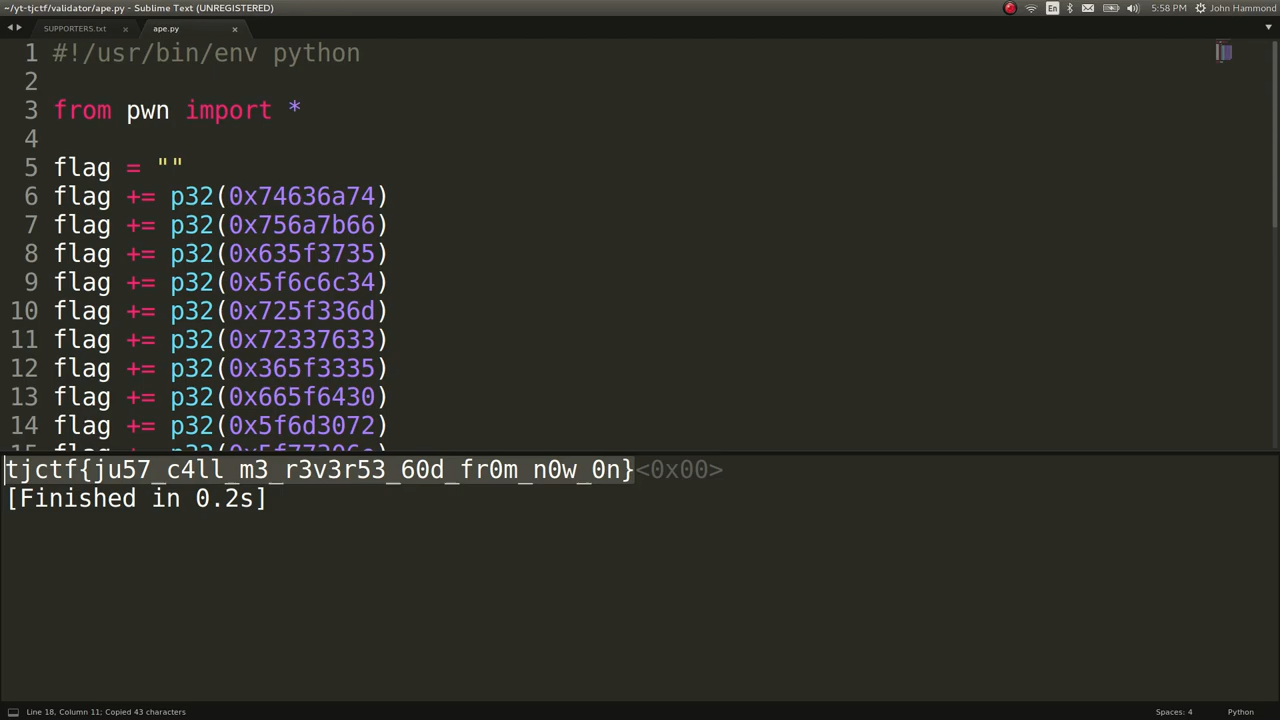 ~/yt-tjctf/validator/ape.py - Sublime Text (UNREGISTERED)
En
5:58 PM
John Hammond
SUPPORTERS.txt
×
ape.py
×
1 #!/usr/bin/env python
2
3 from pwn import *
4
5 flag = ""
6 flag += p32(0x74636a74)
7 flag += p32(0x756a7b66)
8 flag += p32(0x635f3735)
9 flag += p32(0x5f6c6c34)
10 flag += p32(0x725f336d)
11 flag += p32(0x72337633)
12 flag += p32(0x365f3335)
13 flag += p32(0x665f6430)
14 flag += p32(0x5f6d3072)
tjctf{ju57_c4ll_m3_r3v3r53_60d_fr0m_n0w_0n}<0x00>
[Finished in 0.2s]
Line 18, Column 11; Copied 43 characters
Spaces: 4
Python